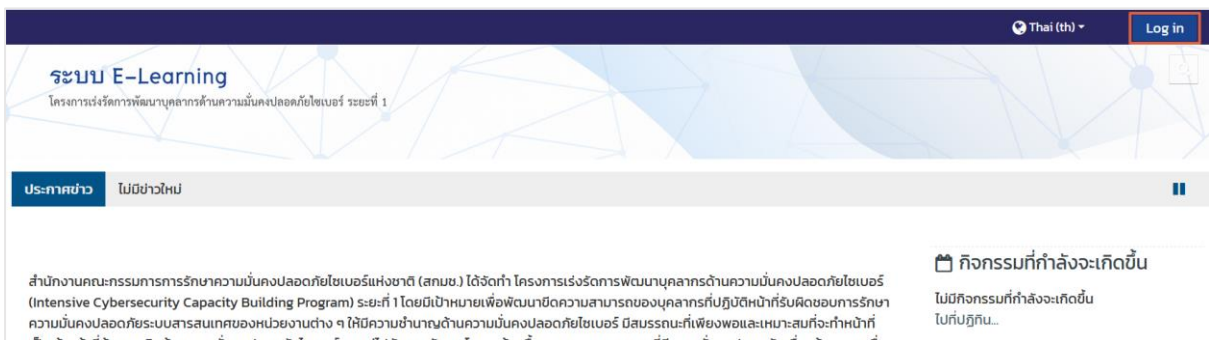 Thai (th)
Log in
ระบบ E-Learning
โครงการเร่งรัดการพัฒนาบุคลากรด้านความมั่นคงปลอดภัยไซเบอร์ ระยะที่ 1
ประกาศข่าว
ไม่มีข่าวใหม่
สำนักงานคณะกรรมการการรักษาความมั่นคงปลอดภัยไซเบอร์แห่งชาติ (สกมช.) ได้จัดทำ โครงการเร่งรัดการพัฒนาบุคลากรด้านความมั่นคงปลอดภัยไซเบอร์
(Intensive Cybersecurity Capacity Building Program) ระยะที่ 1 โดยมีเป้าหมายเพื่อพัฒนาขีดความสามารถของบุคลากรที่ปฏิบัติหน้าที่รับผิดชอบการรักษา
ความมั่นคงปลอดภัยระบบสารสนเทศของหน่วยงานต่าง ๆ ให้มีความชำนาญด้านความมั่นคงปลอดภัยไซเบอร์ มีสมรรถนะที่เพียงพอและเหมาะสมที่จะทำหน้าที่
กิจกรรมที่กำลังจะเกิดขึ้น
ไม่มีกิจกรรมที่กำลังจะเกิดขึ้น
ไปที่ปฏิทิน...